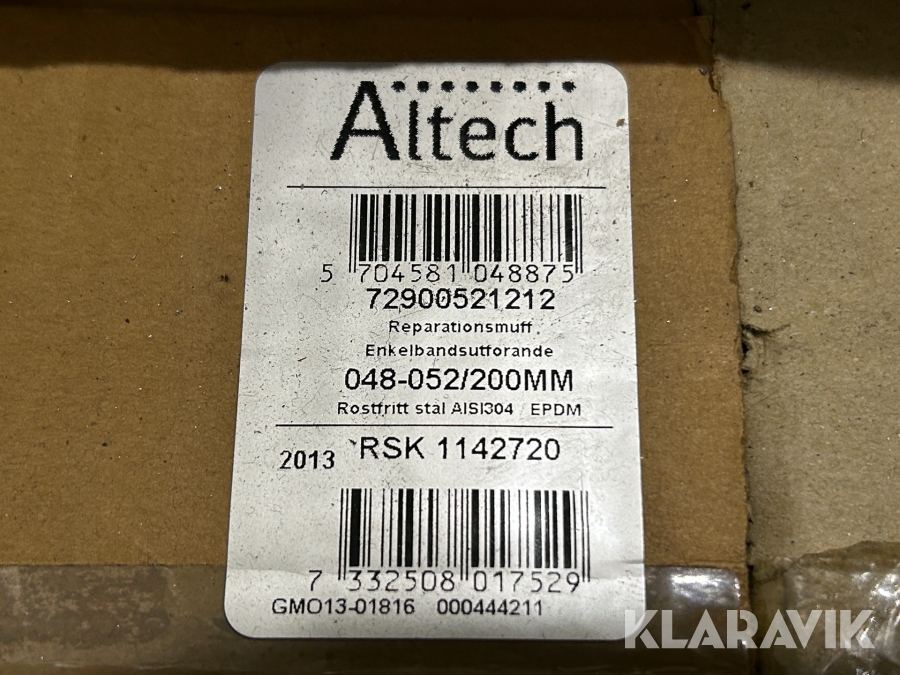 Altech
5 704581 048875
72900521212
Reparationsmuff
Enkelbandsutforande
048-052/200MM
Rostfritt stal AISI304 EPDM
2013 RSK 1142720
7 332508 017529
GMO13-01816 000444211
KLARAVIK